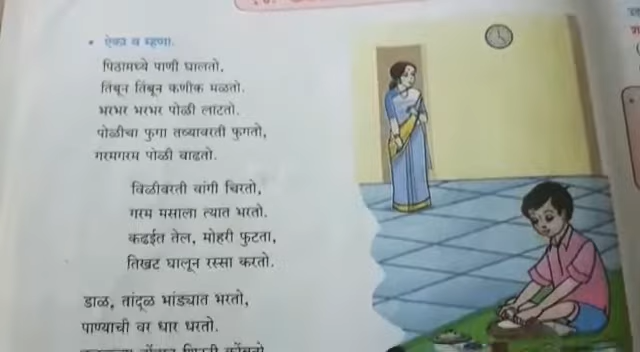 • ऐका व म्हणा.
पिठामध्ये पाणी घालतो,
तिंबून तिंबून कणीक मळतो.
भरभर भरभर पोळी लाटतो.
पोळीचा फुगा तव्यावरती फुगतो,
गरमगरम पोळी वाढतो.
विळीवरती वांगी चिरतो,
गरम मसाला त्यात भरतो.
कढईत तेल, मोहरी फुटता,
तिखट घालून रस्सा करतो.
डाळ, तांदूळ भांड्यात भरतो,
पाण्याची वर धार धरतो.